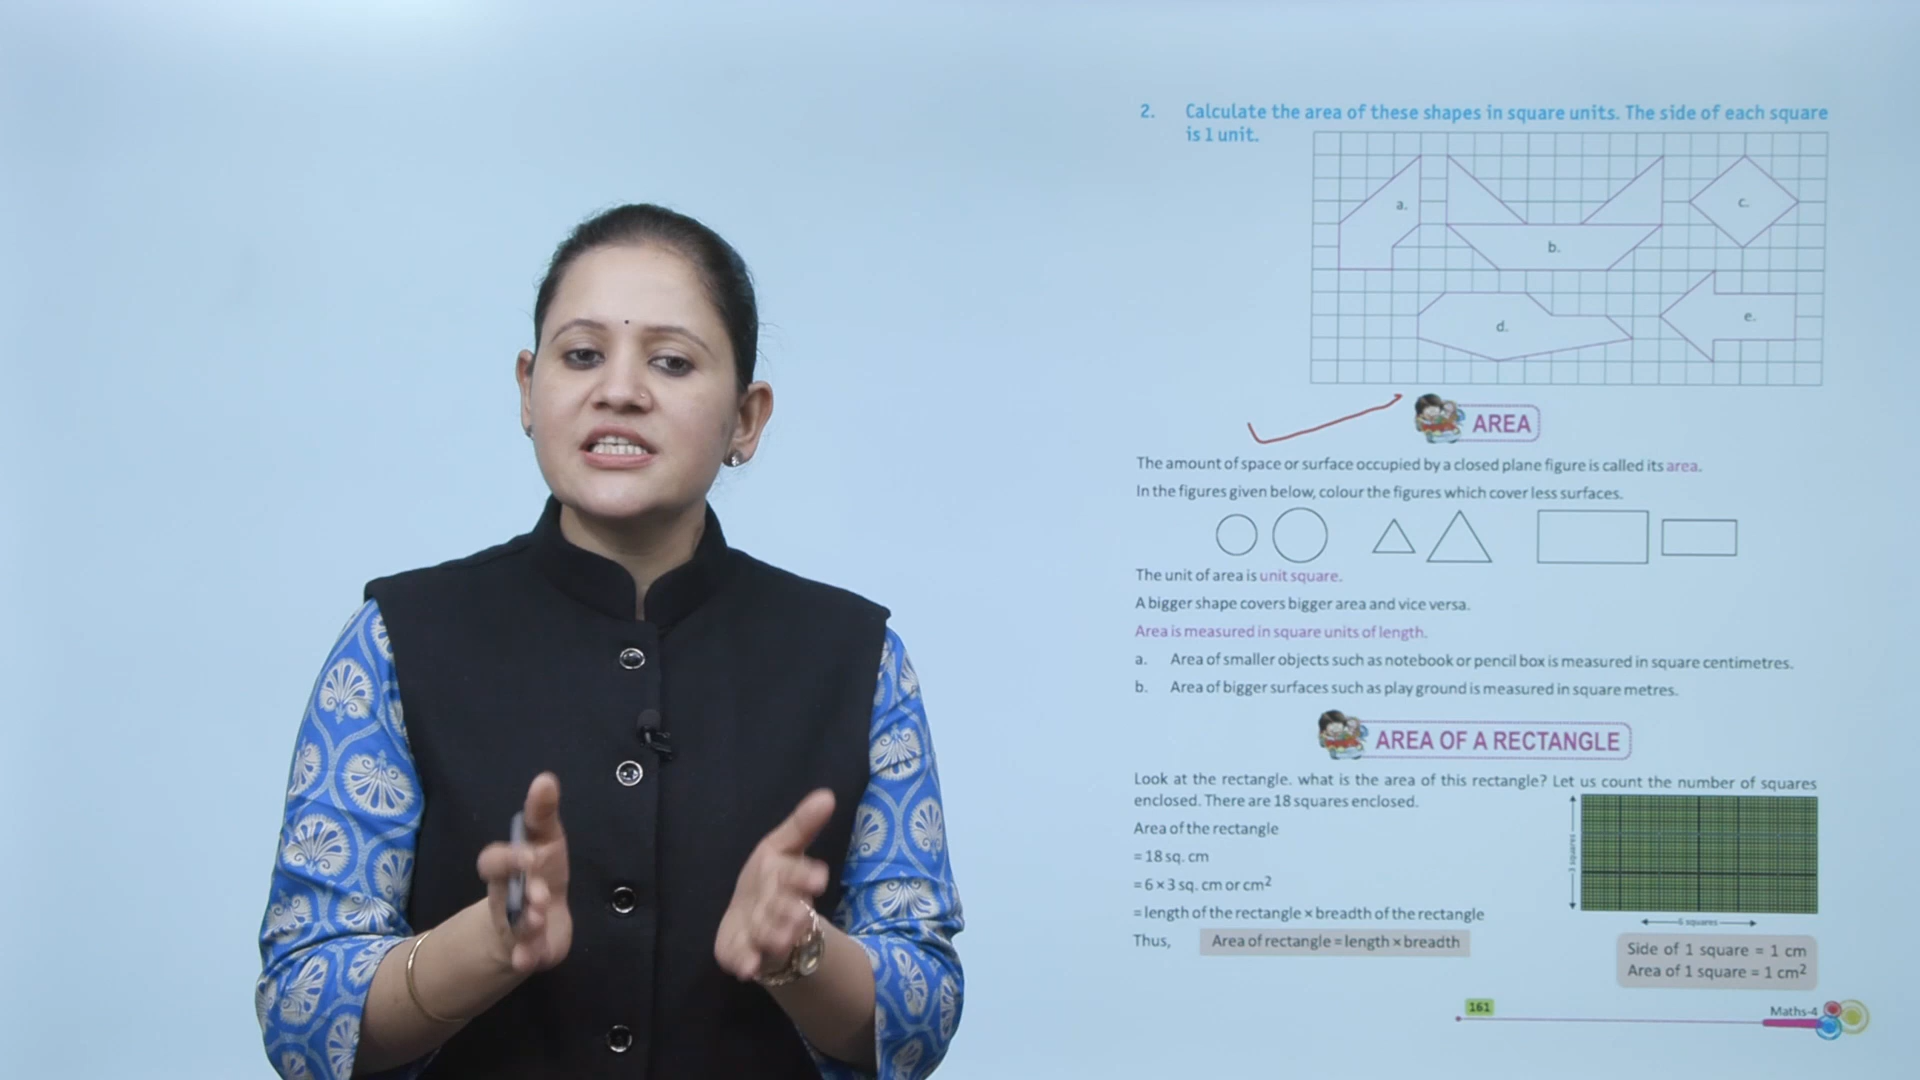 2. Calculate the area of these shapes in square units. The side of each square
is 1 unit.
a.
b.
c.
d.
e.
AREA
The amount of space or surface occupied by a closed plane figure is called its area.
In the figures given below, colour the figures which cover less surfaces.
The unit of area is unit square.
A bigger shape covers bigger area and vice versa.
Area is measured in square units of length.
a. Area of smaller objects such as notebook or pencil box is measured in square centimetres.
b. Area of bigger surfaces such as play ground is measured in square metres.
AREA OF A RECTANGLE
Look at the rectangle. what is the area of this rectangle? Let us count the number of squares
enclosed. There are 18 squares enclosed.
Area of the rectangle
= 18 sq. cm
= 6 × 3 sq. cm or cm²
= length of the rectangle × breadth of the rectangle
Thus, Area of rectangle = length × breadth
3 squares
6 squares
Side of 1 square = 1 cm
Area of 1 square = 1 cm²
161
Maths-4